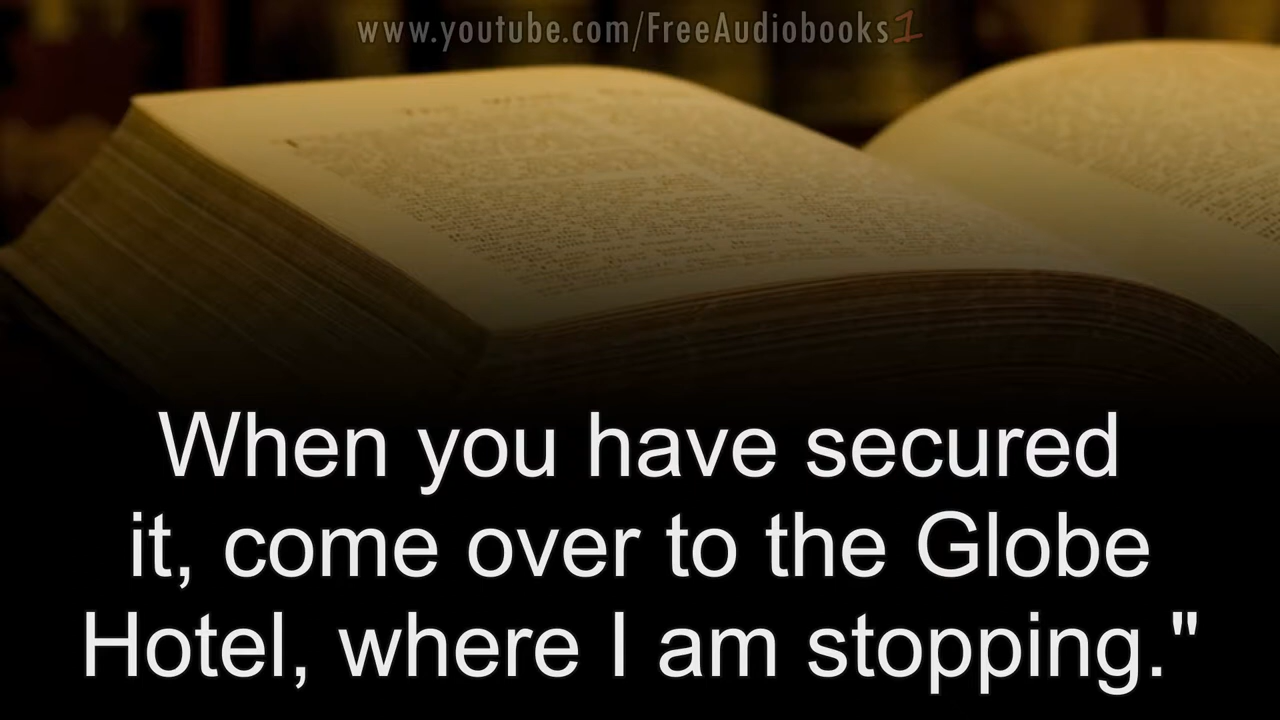 www.youtube.com/FreeAudiobooks1
When you have secured
it, come over to the Globe
Hotel, where I am stopping."